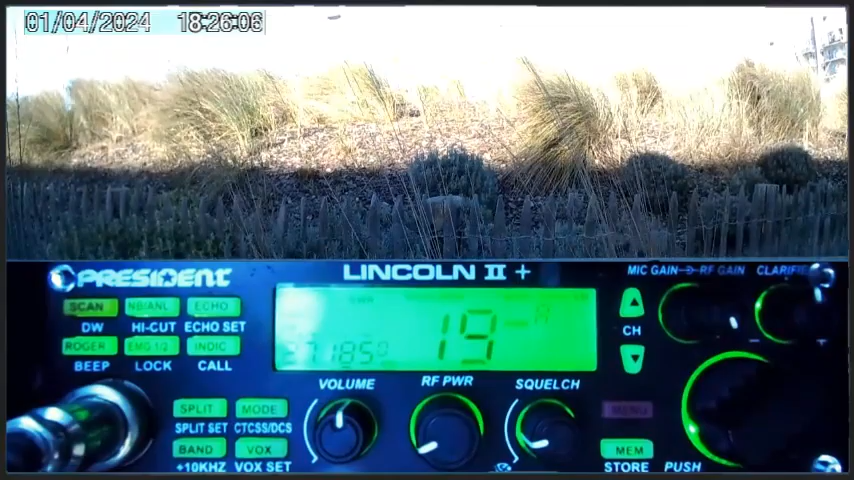 01/04/2024 18:26:06
PRESIDENT LINCOLN II + MIC GAIN RF GAIN CLARIFIER
SCAN NB/ANL ECHO
DW HI-CUT ECHO SET
ROGER EMG 1/2 INDIC
BEEP LOCK CALL
CH
27185 19
VOLUME RF PWR SQUELCH
SPLIT MODE MENU
SPLIT SET CTCSS/DCS
BAND VOX MEM
+10KHZ VOX SET STORE PUSH